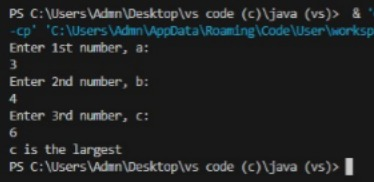 PS C:\Users\Admn\Desktop\vs code (c)\java (vs)> & '
-cp' 'C:\Users\Admn\AppData\Roaming\Code\User\worksp
Enter 1st number, a:
3
Enter 2nd number, b:
4
Enter 3rd number, c:
6
c is the largest
PS C:\Users\Admn\Desktop\vs code (c)\java (vs)>